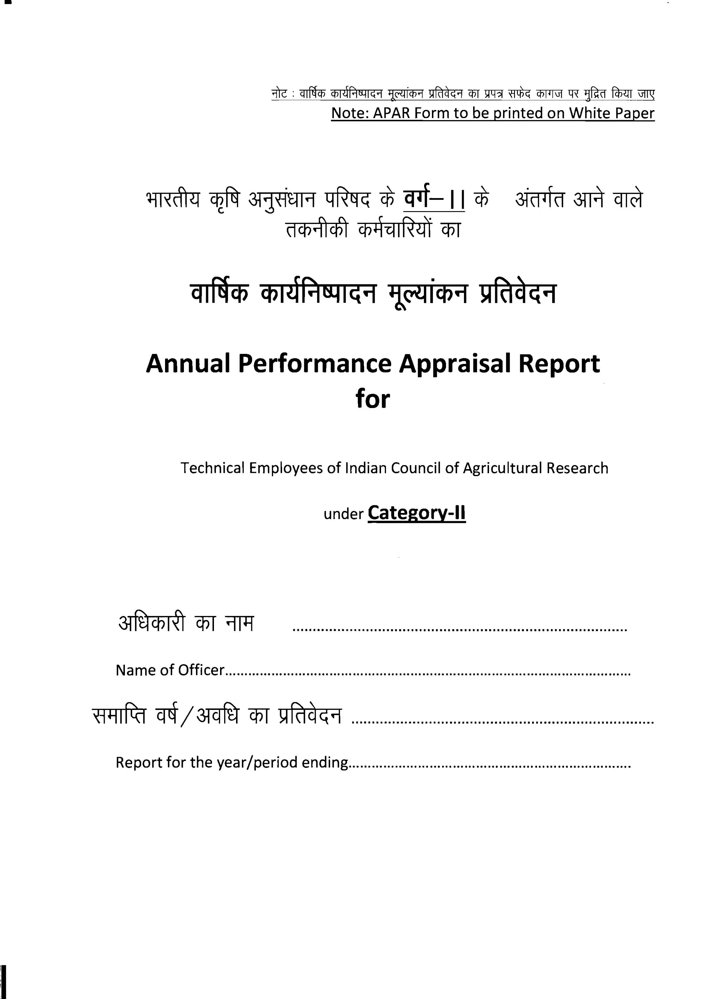 नोट : वार्षिक कार्यनिष्पादन मूल्यांकन प्रतिवेदन का प्रपत्र सफेद कागज पर मुद्रित किया जाए
Note: APAR Form to be printed on White Paper
भारतीय कृषि अनुसंधान परिषद के वर्ग–II के अंतर्गत आने वाले
तकनीकी कर्मचारियों का
वार्षिक कार्यनिष्पादन मूल्यांकन प्रतिवेदन
Annual Performance Appraisal Report
for
Technical Employees of Indian Council of Agricultural Research
under Category-II
अधिकारी का नाम ..........................................................................
Name of Officer..........................................................................................
समाप्ति वर्ष/अवधि का प्रतिवेदन ...................................................................
Report for the year/period ending...............................................................